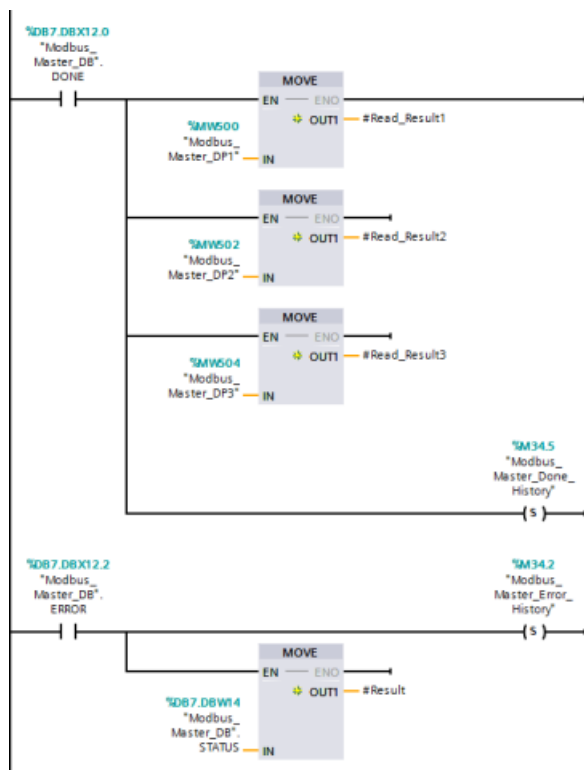 %DB7.DBX12.0
"Modbus_
Master_DB".
DONE
MOVE
EN
ENO
OUT1
#Read_Result1
%MW500
"Modbus_
Master_DP1"
IN
MOVE
EN
ENO
OUT1
#Read_Result2
%MW502
"Modbus_
Master_DP2"
IN
MOVE
EN
ENO
OUT1
#Read_Result3
%MW504
"Modbus_
Master_DP3"
IN
%M34.5
"Modbus_
Master_Done_
History"
S
%DB7.DBX12.2
"Modbus_
Master_DB".
ERROR
%M34.2
"Modbus_
Master_Error_
History"
S
MOVE
EN
ENO
OUT1
#Result
%DB7.DBW14
"Modbus_
Master_DB".
STATUS
IN